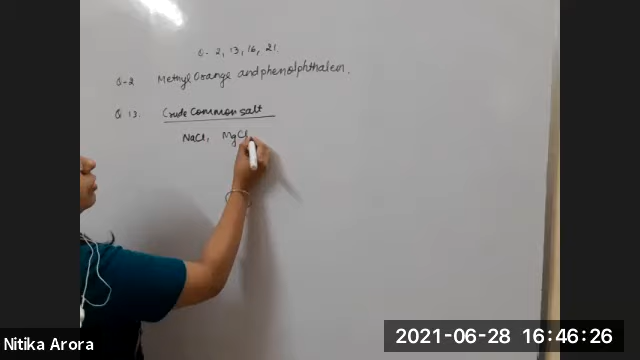 Q. 2, 13, 16, 21.
Q-2 Methyl Orange and phenolphthalein.
Q 13. Crude Common salt
NaCl, MgCl
Nitika Arora
2021-06-28 16:46:26